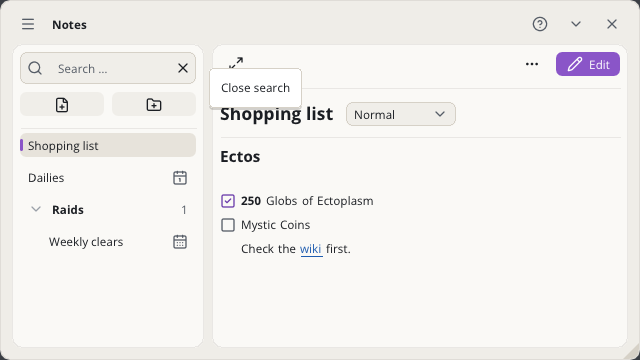 Notes
Search ...
Close search
Edit
Shopping list
Normal
Shopping list
Dailies
Raids
1
Weekly clears
Ectos
250 Globs of Ectoplasm
Mystic Coins
Check the wiki first.